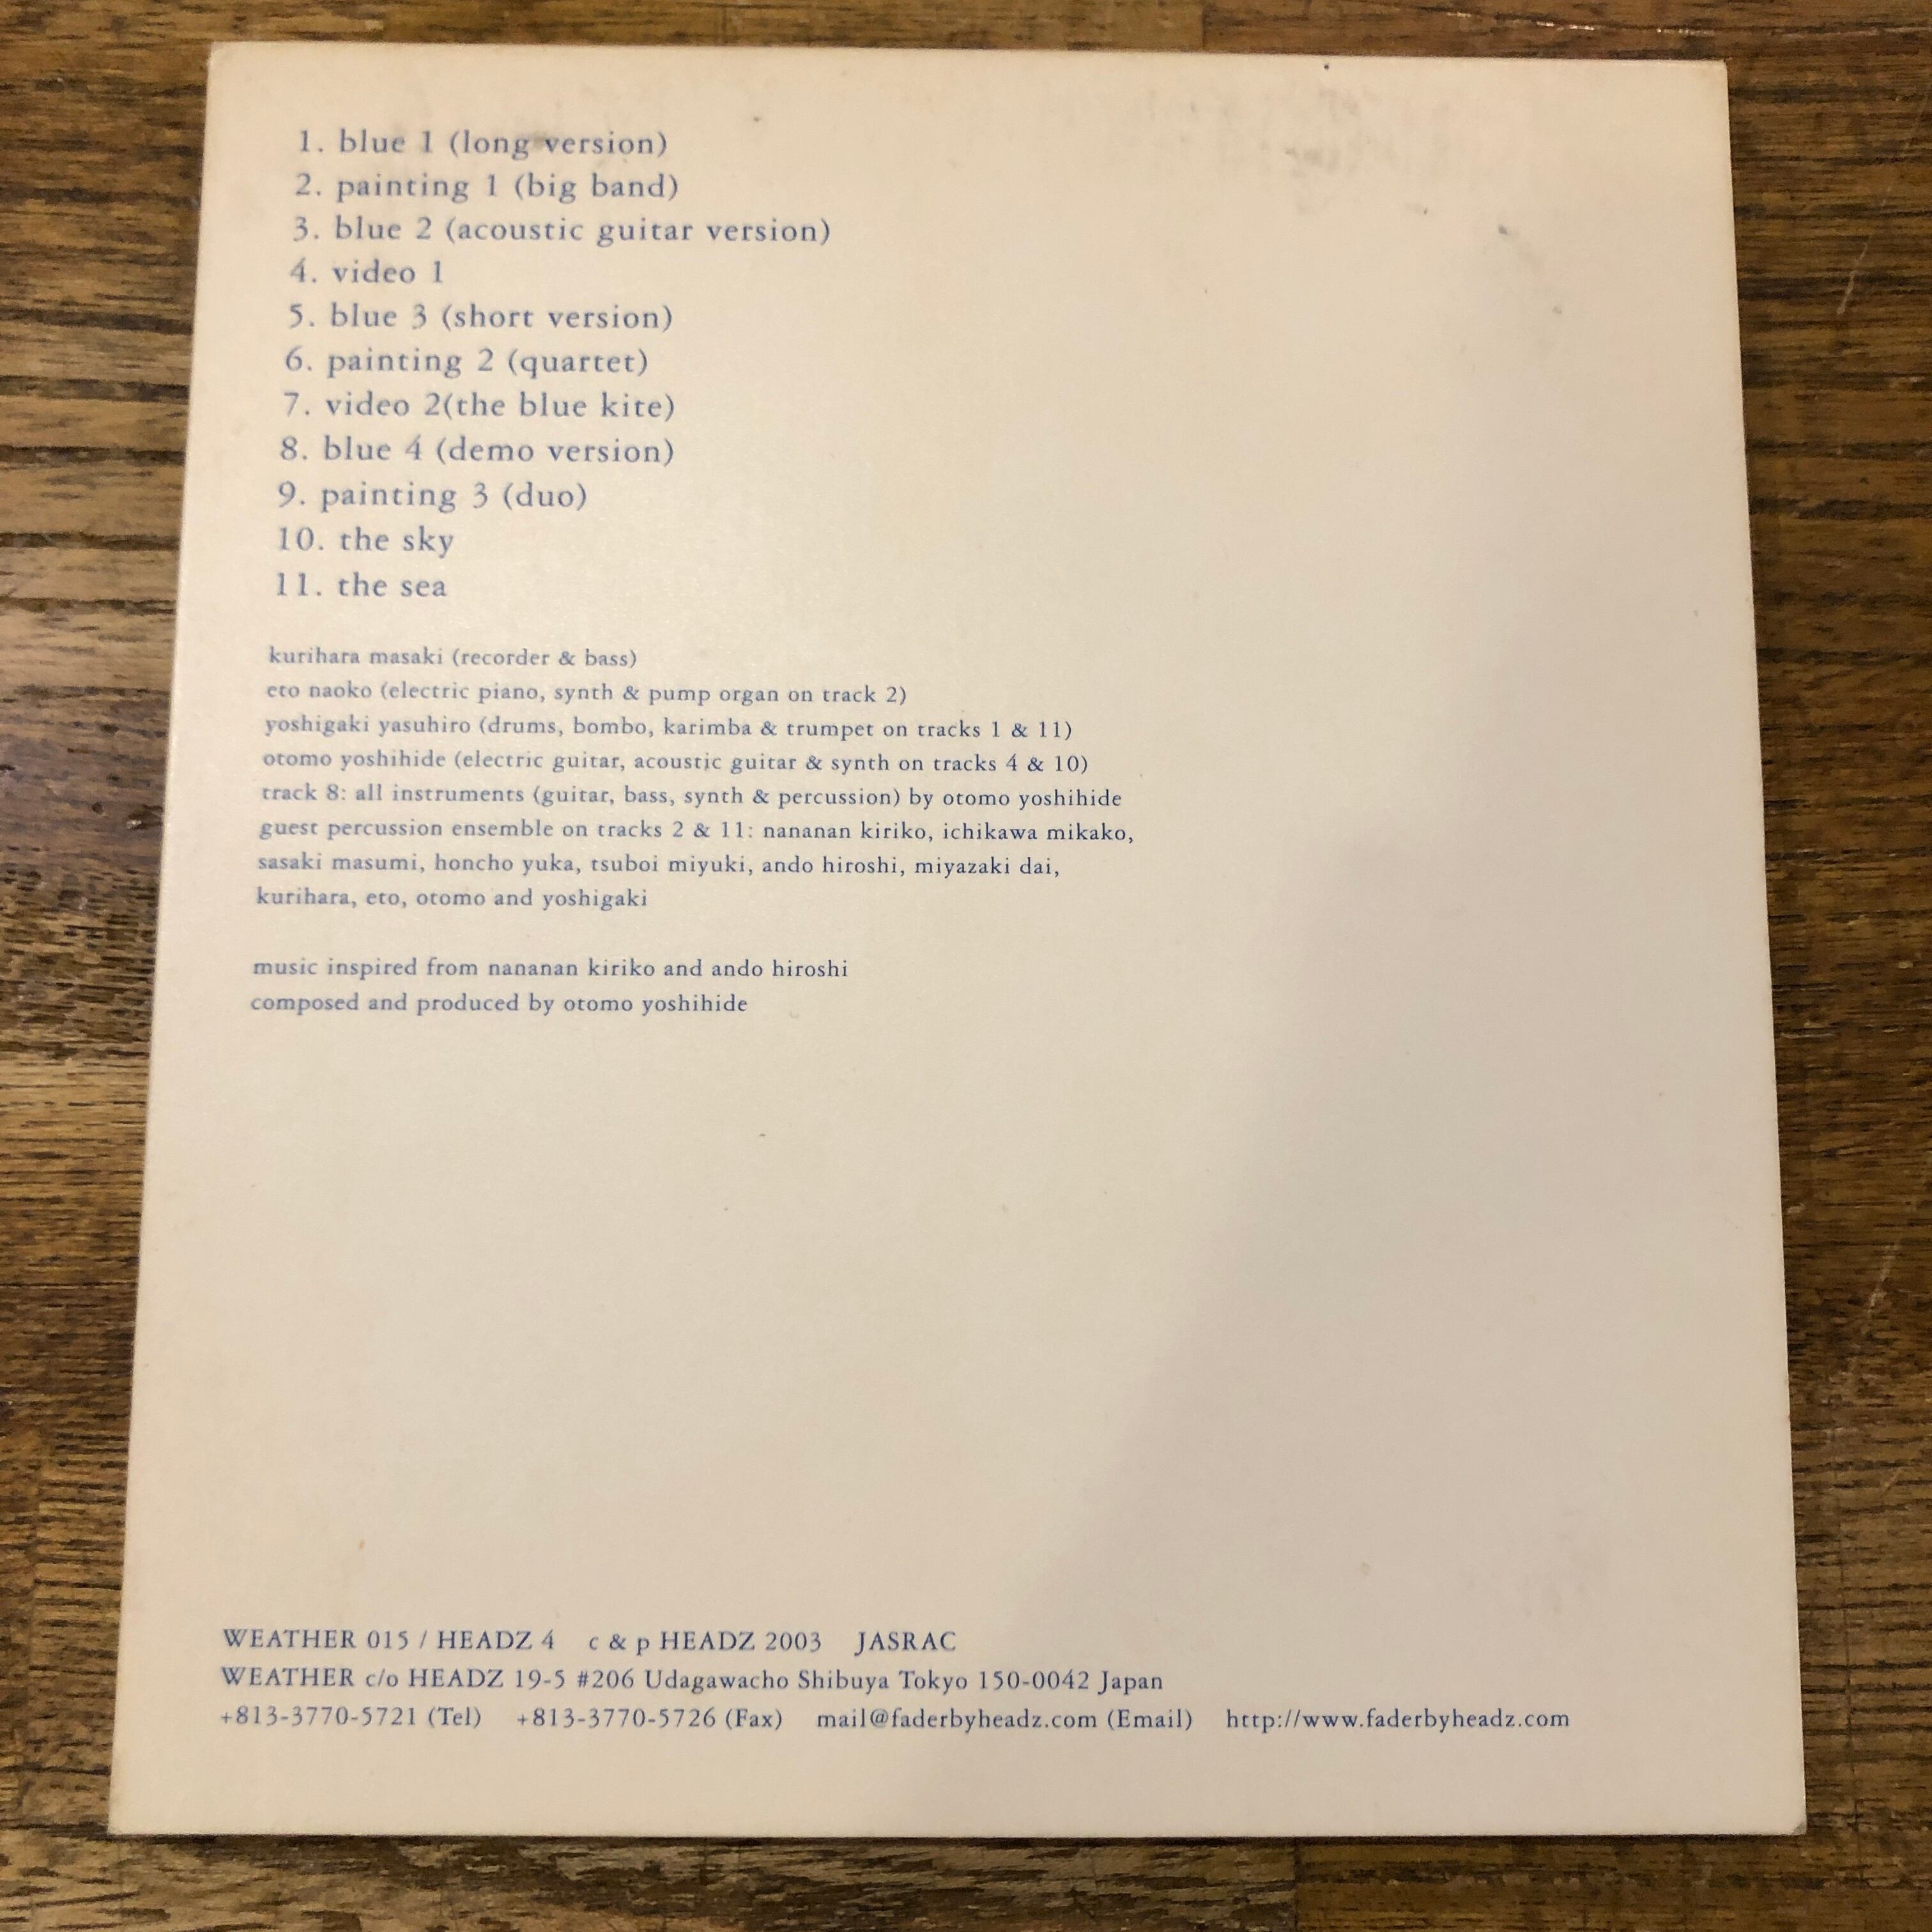 1. blue 1 (long version)
2. painting 1 (big band)
3. blue 2 (acoustic guitar version)
4. video 1
5. blue 3 (short version)
6. painting 2 (quartet)
7. video 2(the blue kite)
8. blue 4 (demo version)
9. painting 3 (duo)
10. the sky
11. the sea
kurihara masaki (recorder & bass)
eto naoko (electric piano, synth & pump organ on track 2)
yoshigaki yasuhiro (drums, bombo, karimba & trumpet on tracks 1 & 11)
otomo yoshihide (electric guitar, acoustic guitar & synth on tracks 4 & 10)
track 8: all instruments (guitar, bass, synth & percussion) by otomo yoshihide
guest percussion ensemble on tracks 2 & 11: nananan kiriko, ichikawa mikako,
sasaki masumi, honcho yuka, tsuboi miyuki, ando hiroshi, miyazaki dai,
kurihara, eto, otomo and yoshigaki
music inspired from nananan kiriko and ando hiroshi
composed and produced by otomo yoshihide
WEATHER 015 / HEADZ 4 c & p HEADZ 2003 JASRAC
WEATHER c/o HEADZ 19-5 #206 Udagawacho Shibuya Tokyo 150-0042 Japan
+813-3770-5721 (Tel) +813-3770-5726 (Fax) mail@faderbyheadz.com (Email) http://www.faderbyheadz.com